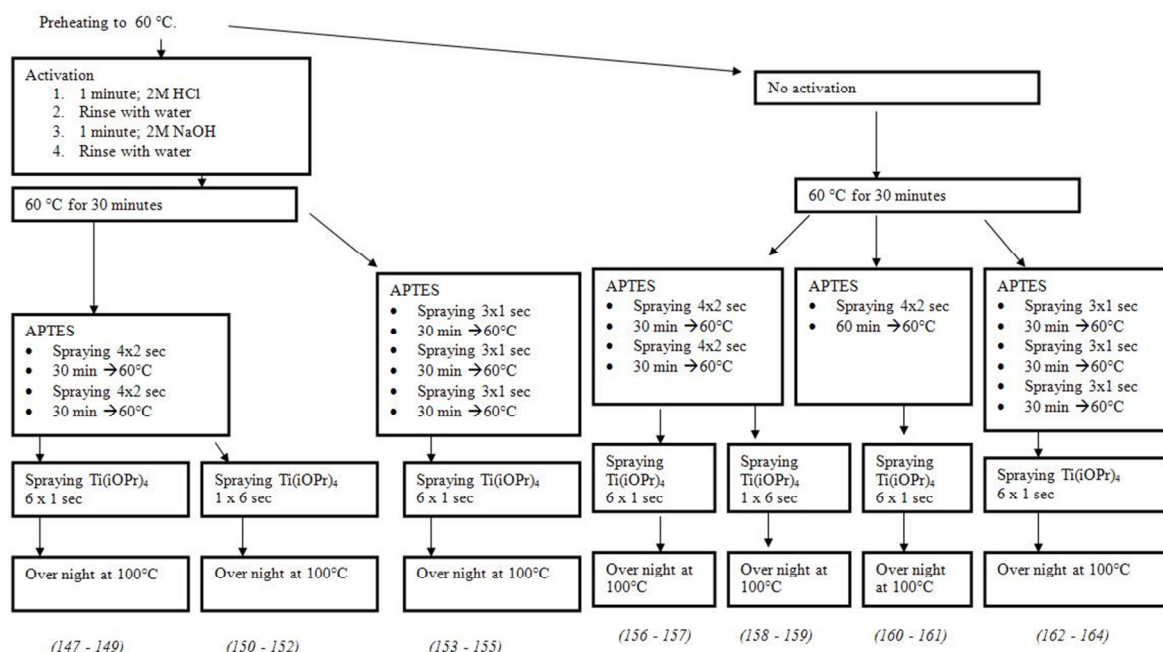 Preheating to 60 °C.
Activation
1. 1 minute; 2M HCl
2. Rinse with water
3. 1 minute; 2M NaOH
4. Rinse with water
No activation
60 °C for 30 minutes
60 °C for 30 minutes
APTES
• Spraying 4x2 sec
• 30 min →60°C
• Spraying 4x2 sec
• 30 min →60°C
APTES
• Spraying 3x1 sec
• 30 min →60°C
• Spraying 3x1 sec
• 30 min →60°C
• Spraying 3x1 sec
• 30 min →60°C
APTES
• Spraying 4x2 sec
• 30 min →60°C
• Spraying 4x2 sec
• 30 min →60°C
APTES
• Spraying 4x2 sec
• 60 min →60°C
APTES
• Spraying 3x1 sec
• 30 min →60°C
• Spraying 3x1 sec
• 30 min →60°C
• Spraying 3x1 sec
• 30 min →60°C
Spraying Ti(iOPr)₄
6 x 1 sec
Spraying Ti(iOPr)₄
1 x 6 sec
Spraying Ti(iOPr)₄
6 x 1 sec
Spraying
Ti(iOPr)₄
6 x 1 sec
Spraying
Ti(iOPr)₄
1 x 6 sec
Spraying
Ti(iOPr)₄
6 x 1 sec
Spraying Ti(iOPr)₄
6 x 1 sec
Over night at 100°C
Over night at 100°C
Over night at 100°C
Over night at
100°C
Over night at
100°C
Over night at
100°C
Over night at 100°C
(147 - 149)
(150 - 152)
(153 - 155)
(156 - 157)
(158 - 159)
(160 - 161)
(162 - 164)